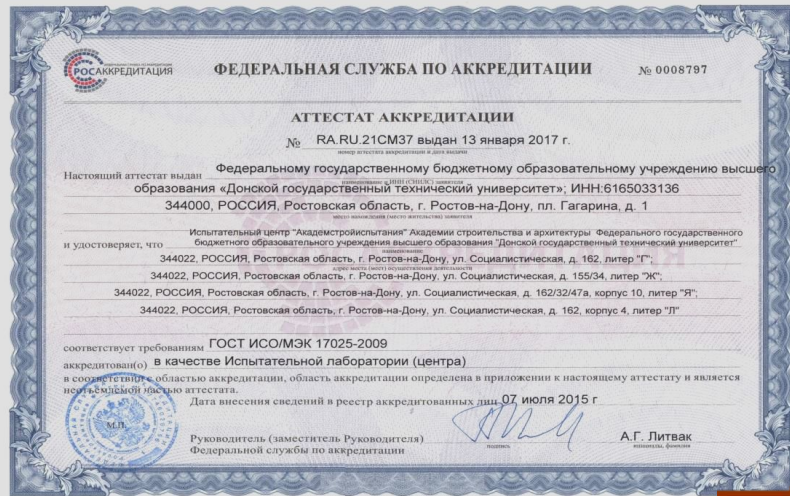 РОСАККРЕДИТАЦИЯ
ФЕДЕРАЛЬНАЯ СЛУЖБА ПО АККРЕДИТАЦИИ
№ 0008797
АТТЕСТАТ АККРЕДИТАЦИИ
№ RA.RU.21СМ37 выдан 13 января 2017 г.
номер аттестата аккредитации и дата выдачи
Настоящий аттестат выдан Федеральному государственному бюджетному образовательному учреждению высшего
наименование и ИНН (СНИЛС) заявителя
образования «Донской государственный технический университет»; ИНН:6165033136
344000, РОССИЯ, Ростовская область, г. Ростов-на-Дону, пл. Гагарина, д. 1
место нахождения (место жительства) заявителя
Испытательный центр "Академстройиспытания" Академии строительства и архитектуры Федерального государственного
и удостоверяет, что бюджетного образовательного учреждения высшего образования "Донской государственный технический университет"
наименование
344022, РОССИЯ, Ростовская область, г. Ростов-на-Дону, ул. Социалистическая, д. 162, литер "Г";
адрес места (мест) осуществления деятельности
344022, РОССИЯ, Ростовская область, г. Ростов-на-Дону, ул. Социалистическая, д. 155/34, литер "Ж";
344022, РОССИЯ, Ростовская область, г. Ростов-на-Дону, ул. Социалистическая, д. 162/32/47а, корпус 10, литер "Я";
344022, РОССИЯ, Ростовская область, г. Ростов-на-Дону, ул. Социалистическая, д. 162, корпус 4, литер "Л"
соответствует требованиям ГОСТ ИСО/МЭК 17025-2009
аккредитован(о) в качестве Испытательной лаборатории (центра)
в соответствии с областью аккредитации, область аккредитации определена в приложении к настоящему аттестату и является
неотъемлемой частью аттестата.
Дата внесения сведений в реестр аккредитованных лиц 07 июля 2015 г
М.П.
Руководитель (заместитель Руководителя)
Федеральной службы по аккредитации
подпись
А.Г. Литвак
инициалы, фамилия